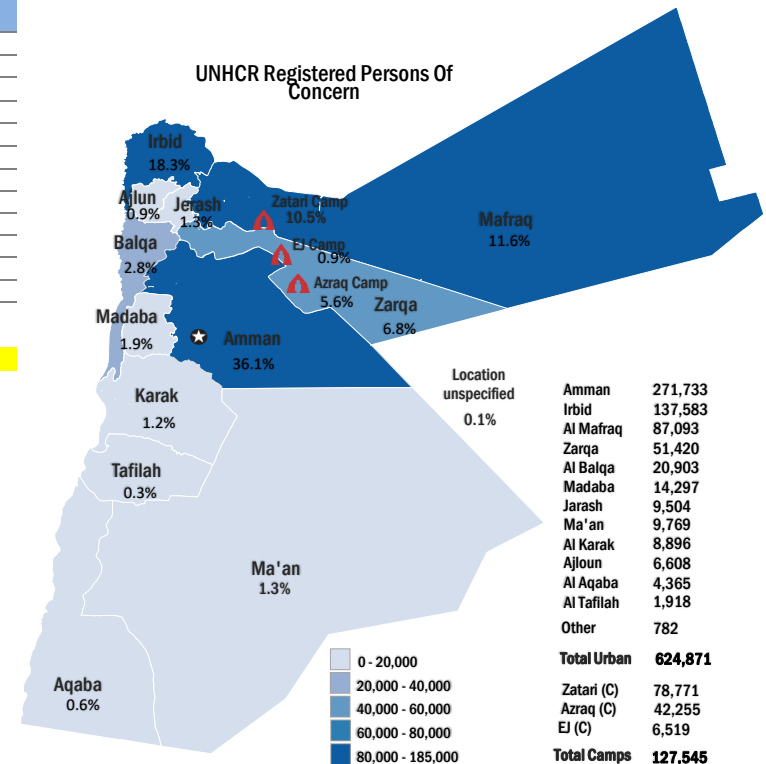 UNHCR Registered Persons Of
Concern
Irbid
18.3%
Ajlun
0.9%
Jerash
1.3%
Zatari Camp
10.5%
Mafraq
11.6%
Balqa
2.8%
EJ Camp
0.9%
Azraq Camp
5.6%
Zarqa
6.8%
Madaba
1.9%
Amman
36.1%
Karak
1.2%
Location
unspecified
0.1%
Tafilah
0.3%
Ma'an
1.3%
Aqaba
0.6%
0 - 20,000
20,000 - 40,000
40,000 - 60,000
60,000 - 80,000
80,000 - 185,000
Amman 271,733
Irbid 137,583
Al Mafraq 87,093
Zarqa 51,420
Al Balqa 20,903
Madaba 14,297
Jarash 9,504
Ma'an 9,769
Al Karak 8,896
Ajloun 6,608
Al Aqaba 4,365
Al Tafilah 1,918
Other 782
Total Urban 624,871
Zatari (C) 78,771
Azraq (C) 42,255
EJ (C) 6,519
Total Camps 127,545